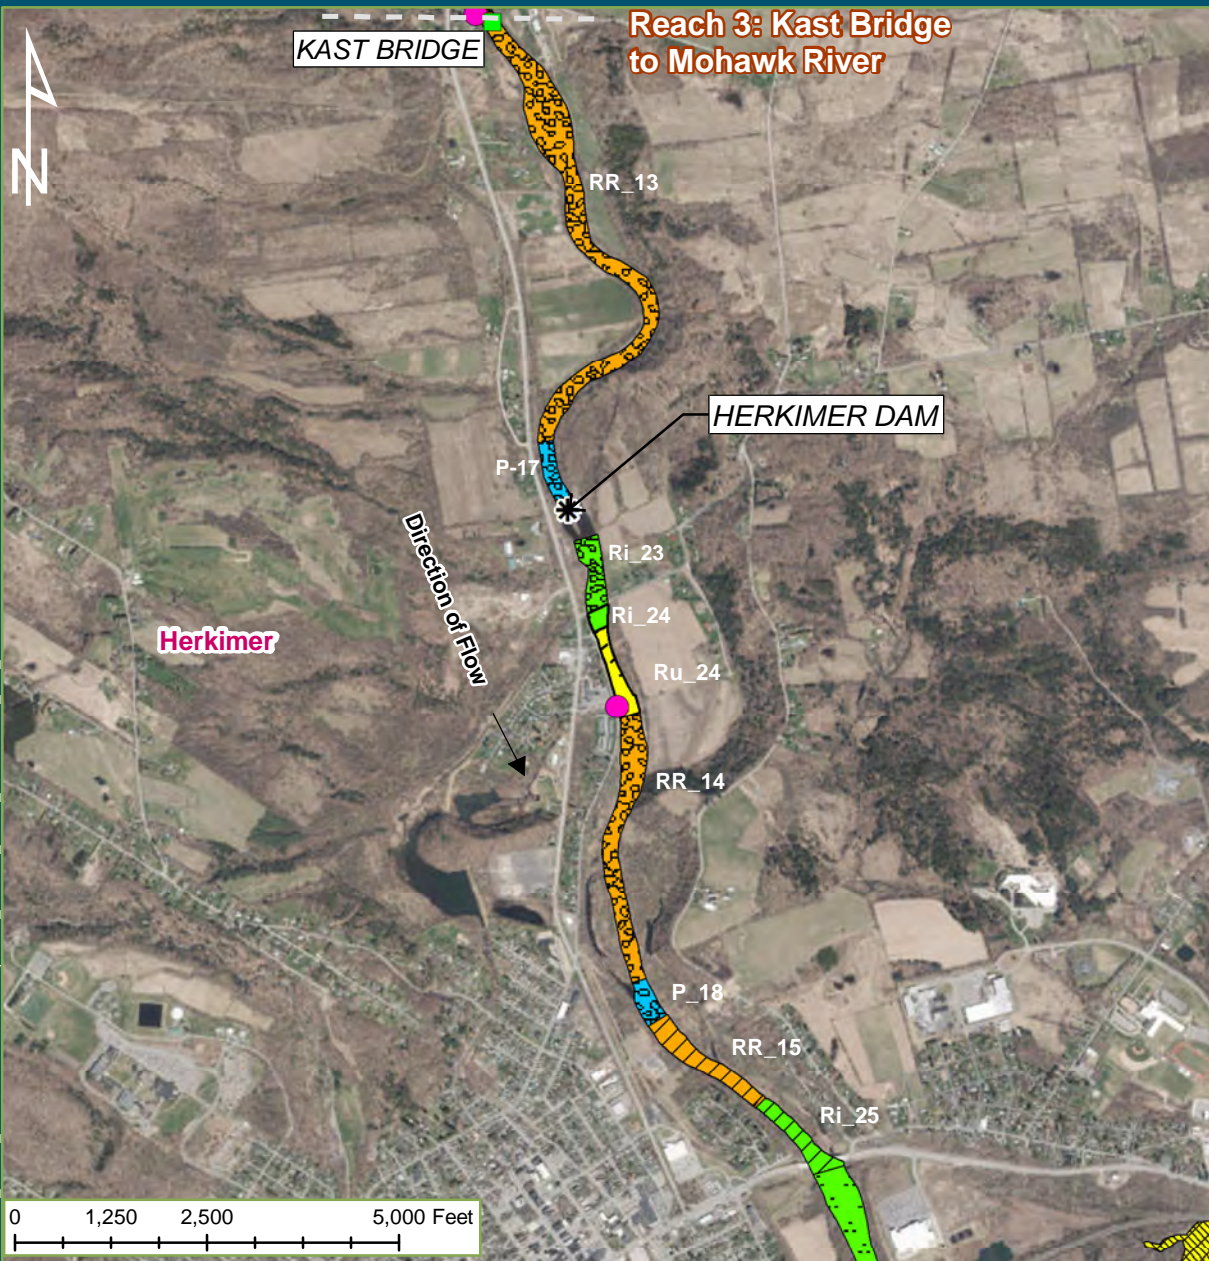 Reach 3: Kast Bridge
to Mohawk River
KAST BRIDGE
N
RR_13
HERKIMER DAM
P-17
Direction of Flow
Ri_23
Ri_24
Herkimer
Ru_24
RR_14
P_18
RR_15
Ri_25
0 1,250 2,500 5,000 Feet